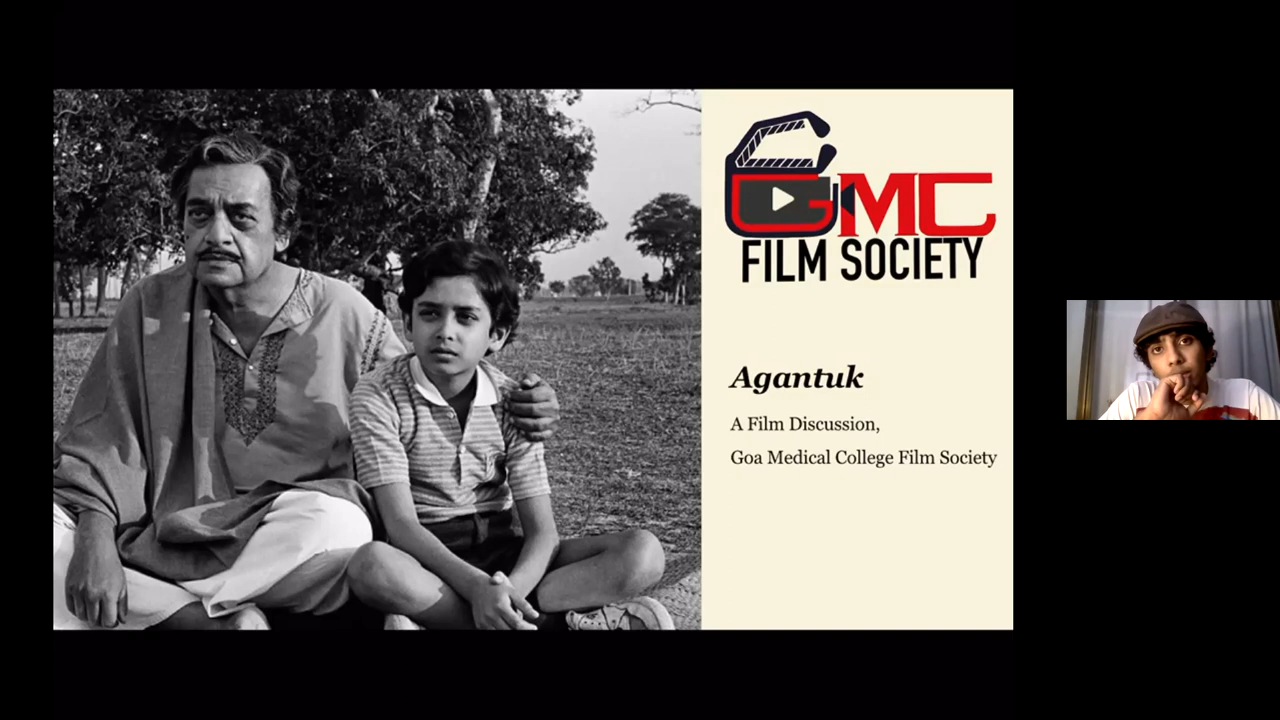 GMC
FILM SOCIETY
Agantuk
A Film Discussion,
Goa Medical College Film Society